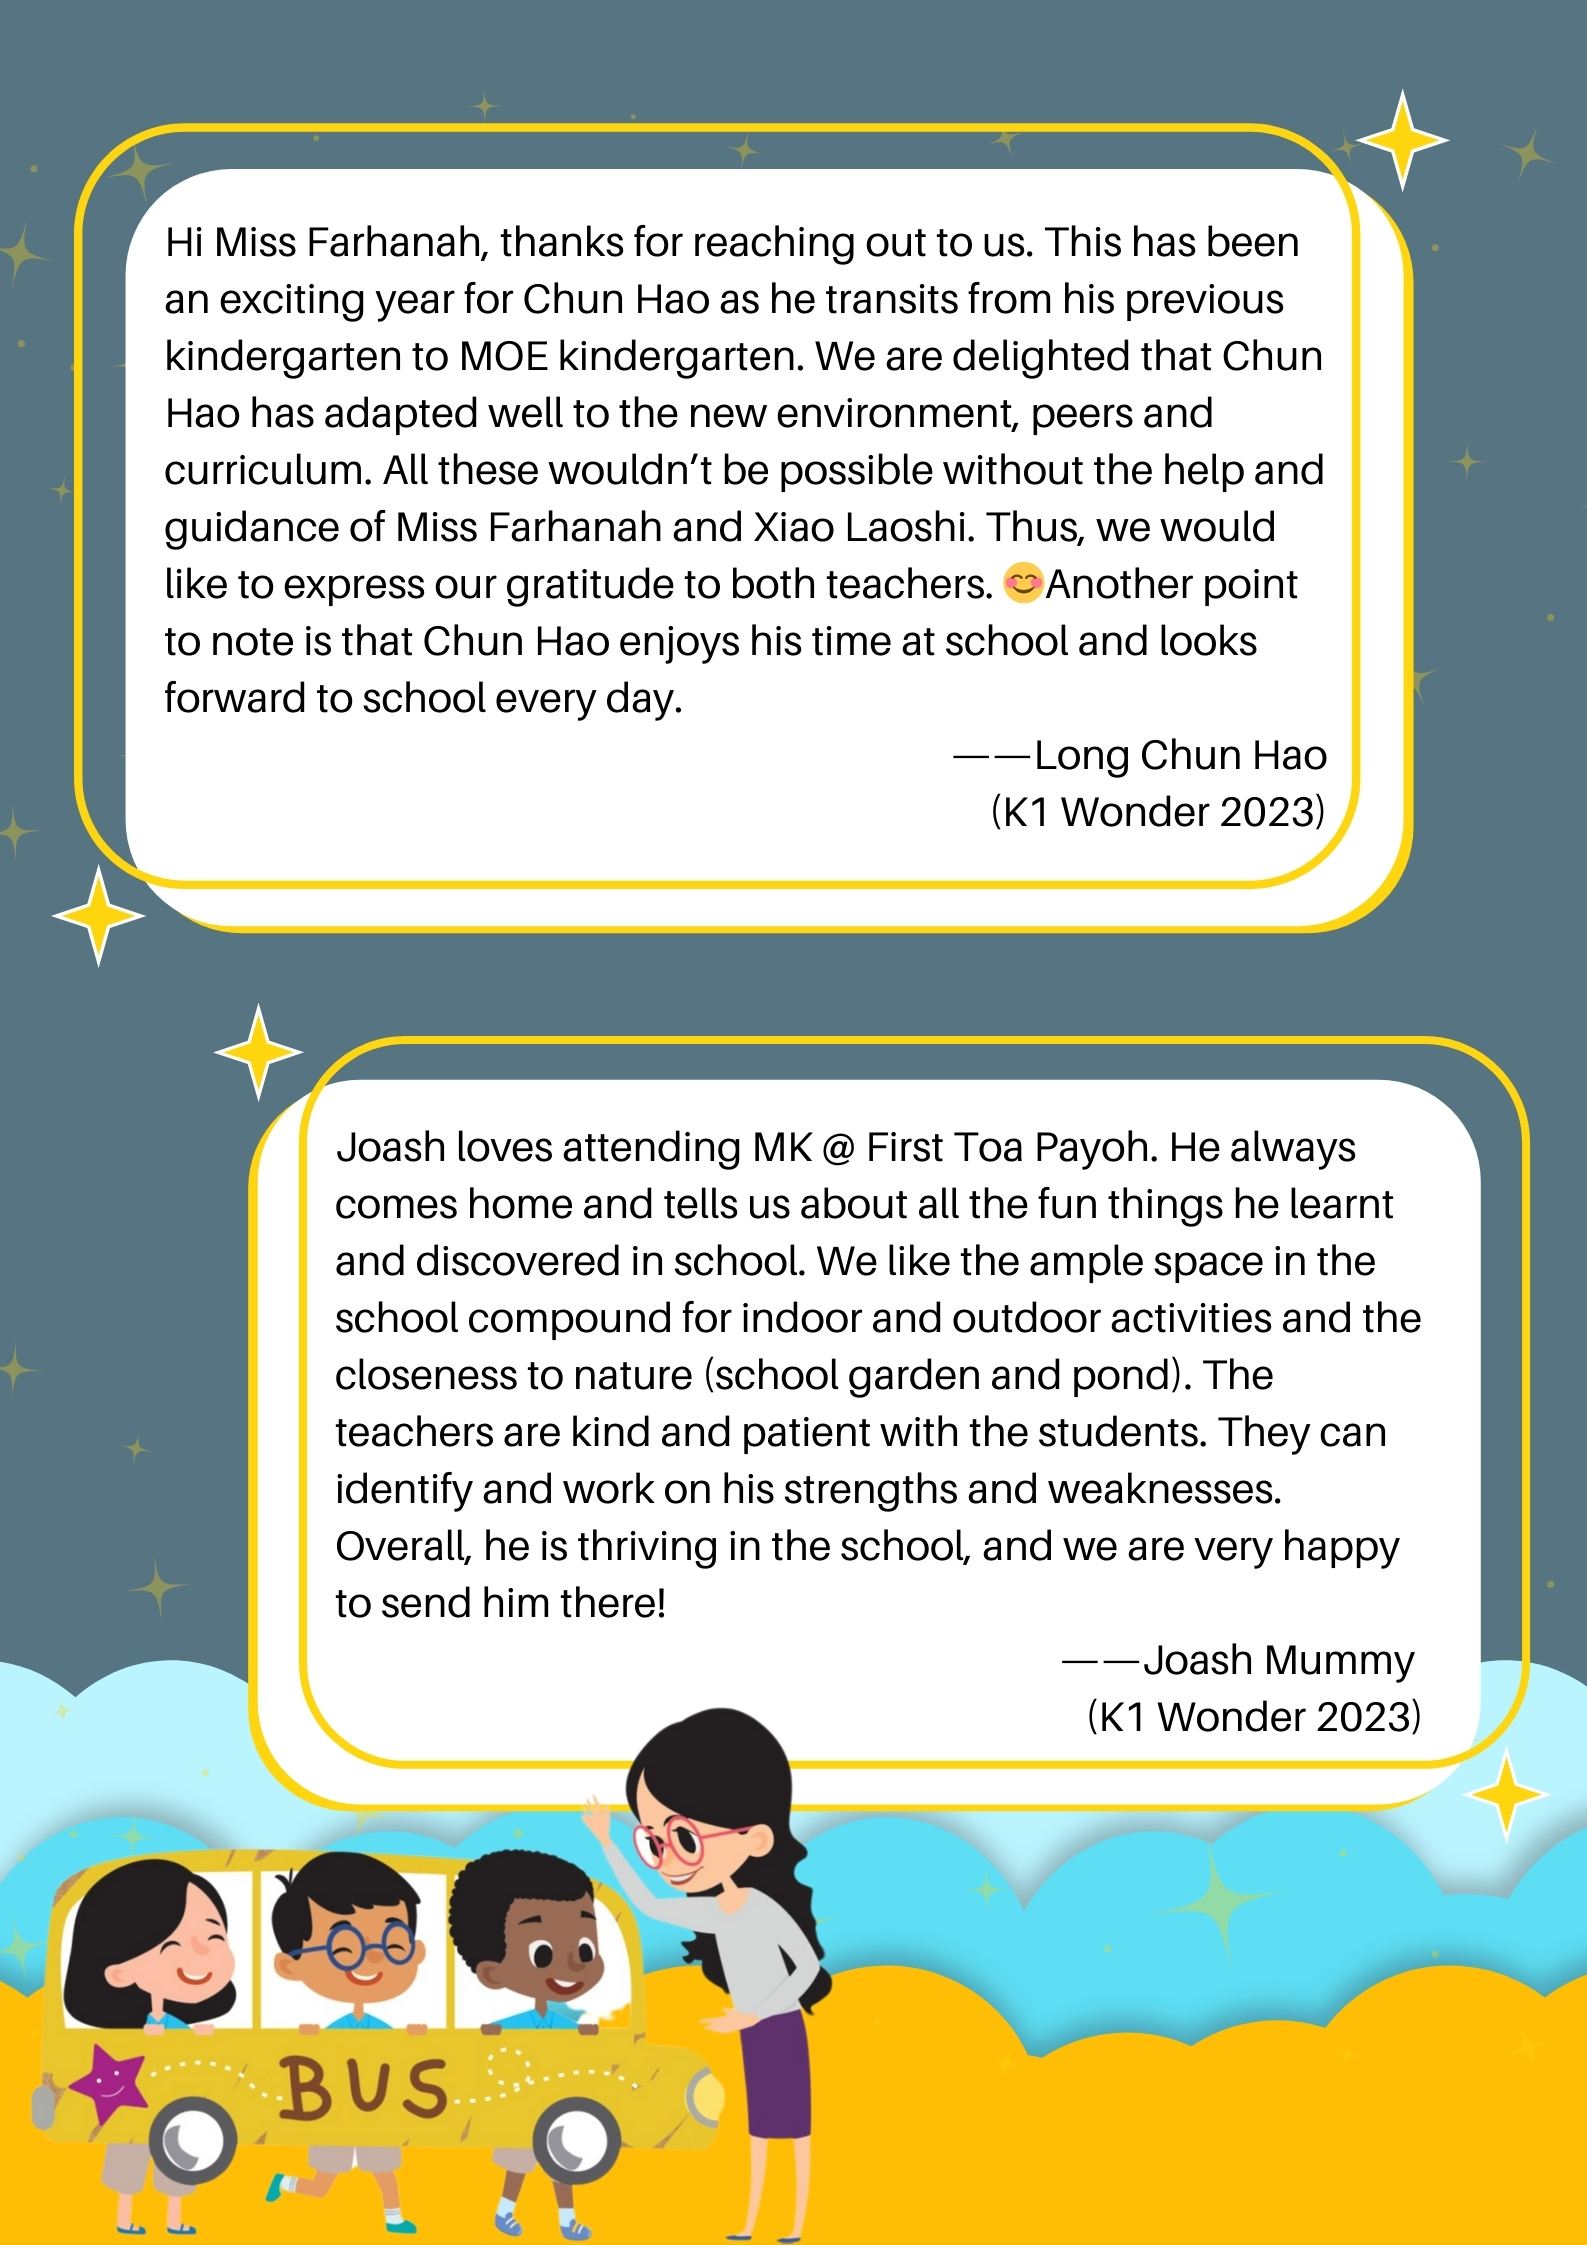 Hi Miss Farhanah, thanks for reaching out to us. This has been
an exciting year for Chun Hao as he transits from his previous
kindergarten to MOE kindergarten. We are delighted that Chun
Hao has adapted well to the new environment, peers and
curriculum. All these wouldn’t be possible without the help and
guidance of Miss Farhanah and Xiao Laoshi. Thus, we would
like to express our gratitude to both teachers. 😊Another point
to note is that Chun Hao enjoys his time at school and looks
forward to school every day.
——Long Chun Hao
(K1 Wonder 2023)
Joash loves attending MK @ First Toa Payoh. He always
comes home and tells us about all the fun things he learnt
and discovered in school. We like the ample space in the
school compound for indoor and outdoor activities and the
closeness to nature (school garden and pond). The
teachers are kind and patient with the students. They can
identify and work on his strengths and weaknesses.
Overall, he is thriving in the school, and we are very happy
to send him there!
——Joash Mummy
(K1 Wonder 2023)
BUS